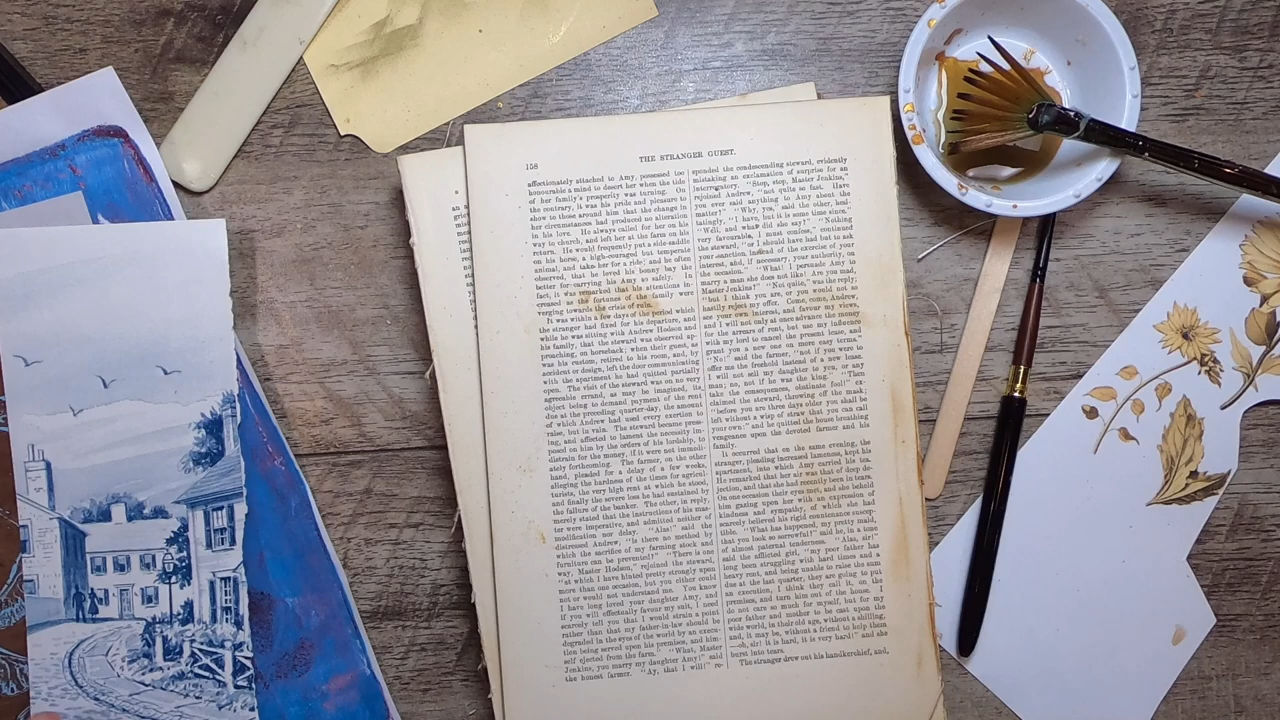 158
THE STRANGER GUEST.
affectionately attached to Amy, possessed too
honourable a mind to desert her when the tide
of her family's prosperity was turning. On
the contrary, it was his pride and pleasure to
show to those around him that the change in
her circumstances had produced no alteration
in his love. He always called for her on his
way to church, and left her at the farm on his
return. He would frequently put a side-saddle
on his horse, a high-couraged but temperate
animal, and take her for a ride; and he often
observed, that he loved his bonny bay the
better for carrying his Amy so safely. In
fact, it was remarked that his attentions in-
creased as the fortunes of the family were
verging towards the crisis of ruin.
It was within a few days of the period which
the stranger had fixed for his departure, and
while he was sitting with Andrew Hodson and
his family, that the steward was observed ap-
proaching, on horseback; when their guest, as
was his custom, retired to his room, and, by
accident or design, left the door communicating
with the apartment he had quitted partially
open. The visit of the steward was on no very
agreeable errand, as may be imagined, its
object being to demand payment of the rent
due at the preceding quarter-day, the amount
of which Andrew had used every exertion to
raise, but in vain. The steward became press-
ing, and affected to lament the necessity im-
posed on him by the orders of his lordship, to
distrain for the money, if it were not immedi-
ately forthcoming. The farmer, on the other
hand, pleaded for a delay of a few weeks,
alleging the hardness of the times for agricul-
turists, the very high rent at which he stood,
and finally the severe loss he had sustained by
the failure of the banker. The other, in reply,
merely stated that the instructions of his mas-
ter were imperative, and admitted neither of
modification nor delay. "Alas!" said the
distressed Andrew, "is there no method by
which the sacrifice of my farming stock and
furniture can be prevented?" "There is one
way, Master Hodson," rejoined the steward,
"at which I have hinted pretty strongly upon
more than one occasion, but you either could
not or would not understand me. You know
I have long loved your daughter Amy, and
if you will effectually favour my suit, I need
scarcely tell you that I would strain a point
rather than that my father-in-law should be
degraded in the eyes of the world by an execu-
tion being served upon his premises, and him-
self ejected from the farm." "What, Master
Jenkins, you marry my daughter Amy!" said
the honest farmer. "Ay, that I will!" re-
sponded the condescending steward, evidently
mistaking an exclamation of surprise for an
interrogatory. "Stop, stop, Master Jenkins,"
rejoined Andrew, "not quite so fast. Have
you ever said anything to Amy about the
matter?" "Why, yes," said the other, hesi-
tatingly, "I have, but it is some time since."
"Well, and what did she say?" "Nothing
very favourable, I must confess," continued
the steward, "or I should have had but to ask
your sanction, instead of the exercise of your
interest, and, if necessary, your authority, on
the occasion." "What! I persuade Amy to
marry a man she does not like! Are you mad,
Master Jenkins?" "Not quite," was the reply;
"but I think you are, or you would not so
hastily reject my offer. Come, come, Andrew,
see your own interest, and favour my views,
and I will not only at once advance the money
for the arrears of rent, but use my influence
with my lord to cancel the present lease, and
grant you a new one on more easy terms."
"No!" said the farmer, "not if you were to
offer me the freehold instead of a new lease.
I will not sell my daughter to you, or any
man; no, not if he was the king." "Then
take the consequences, obstinate fool!" ex-
claimed the steward, throwing off the mask;
"before you are three days older you shall be
left without a wisp of straw that you can call
your own:" and he quitted the house breathing
vengeance upon the devoted farmer and his
family.
It occurred that on the same evening, the
stranger, pleading increased lameness, kept his
apartment, into which Amy carried his tea.
He remarked that her air was that of deep de-
jection, and that she had recently been in tears.
On one occasion their eyes met, and she beheld
him gazing upon her with an expression of
kindness and sympathy, of which she had
scarcely believed his rigid countenance suscep-
tible. "What has happened, my pretty maid,
that you look so sorrowful?" said he, in a tone
of almost paternal tenderness. "Alas, sir!"
said the afflicted girl, "my poor father has
long been struggling with hard times and a
heavy rent, and being unable to raise the sum
due at the last quarter, they are going to put
an execution, I think they call it, on the
premises, and turn him out of the house. I
do not care so much for myself, but for my
poor father and mother to be cast upon the
wide world, in their old age, without a shilling,
and, it may be, without a friend to help them
—oh, sir! it is hard, it is very hard!" and she
burst into tears.
The stranger drew out his handkerchief, and,